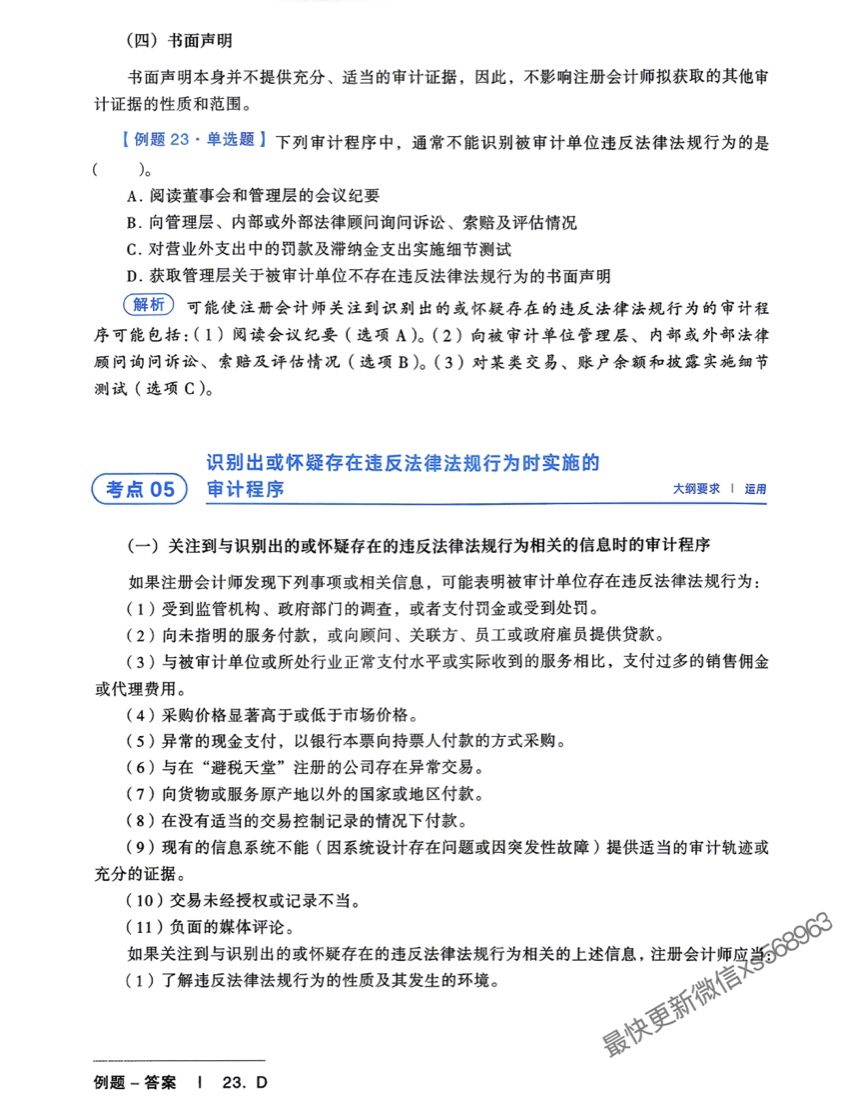 （四）书面声明
书面声明本身并不提供充分、适当的审计证据，因此，不影响注册会计师拟获取的其他审
计证据的性质和范围。
【例题 23·单选题】下列审计程序中，通常不能识别被审计单位违反法律法规行为的是
（　　）。
A. 阅读董事会和管理层的会议纪要
B. 向管理层、内部或外部法律顾问询问诉讼、索赔及评估情况
C. 对营业外支出中的罚款及滞纳金支出实施细节测试
D. 获取管理层关于被审计单位不存在违反法律法规行为的书面声明
解析 可能使注册会计师关注到识别出的或怀疑存在的违反法律法规行为的审计程
序可能包括：（1）阅读会议纪要（选项 A）。（2）向被审计单位管理层、内部或外部法律
顾问询问诉讼、索赔及评估情况（选项 B）。（3）对某类交易、账户余额和披露实施细节
测试（选项 C）。
识别出或怀疑存在违反法律法规行为时实施的
考点 05 审计程序 大纲要求 | 运用
（一）关注到与识别出的或怀疑存在的违反法律法规行为相关的信息时的审计程序
如果注册会计师发现下列事项或相关信息，可能表明被审计单位存在违反法律法规行为：
（1）受到监管机构、政府部门的调查，或者支付罚金或受到处罚。
（2）向未指明的服务付款，或向顾问、关联方、员工或政府雇员提供贷款。
（3）与被审计单位或所处行业正常支付水平或实际收到的服务相比，支付过多的销售佣金
或代理费用。
（4）采购价格显著高于或低于市场价格。
（5）异常的现金支付，以银行本票向持票人付款的方式采购。
（6）与在“避税天堂”注册的公司存在异常交易。
（7）向货物或服务原产地以外的国家或地区付款。
（8）在没有适当的交易控制记录的情况下付款。
（9）现有的信息系统不能（因系统设计存在问题或因突发性故障）提供适当的审计轨迹或
充分的证据。
（10）交易未经授权或记录不当。
（11）负面的媒体评论。
如果关注到与识别出的或怀疑存在的违反法律法规行为相关的上述信息，注册会计师应当：
（1）了解违反法律法规行为的性质及其发生的环境。
最快更新微信xs568963
例题－答案 | 23. D